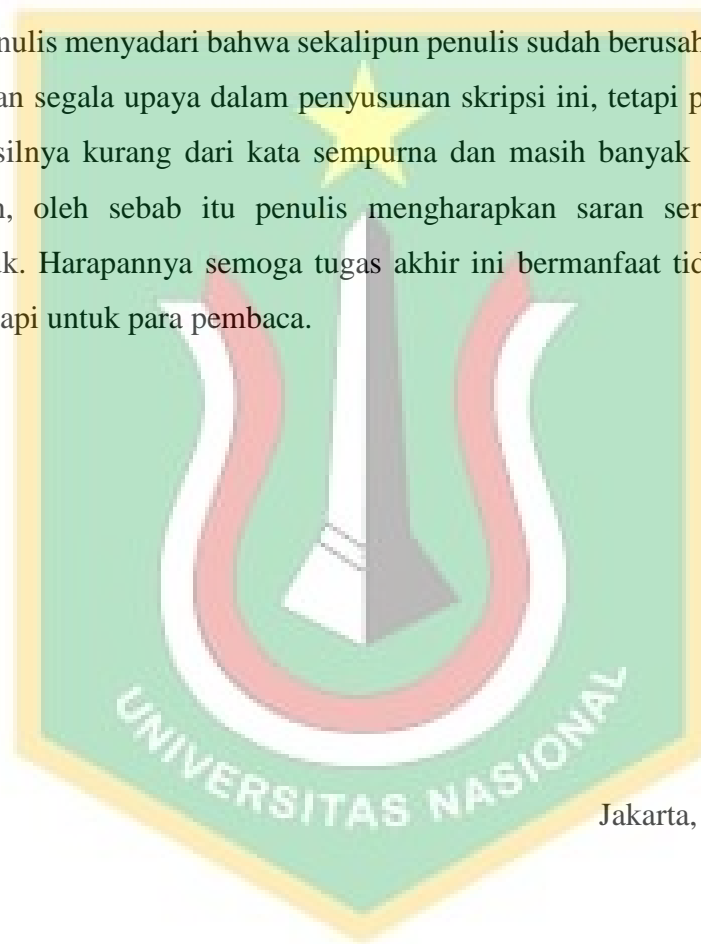 nulis menyadari bahwa sekalipun penulis sudah berusah
an segala upaya dalam penyusunan skripsi ini, tetapi p
silnya kurang dari kata sempurna dan masih banyak
n, oleh sebab itu penulis mengharapkan saran ser
k. Harapannya semoga tugas akhir ini bermanfaat tid
api untuk para pembaca.
UNIVERSITAS NASIONAL
Jakarta,